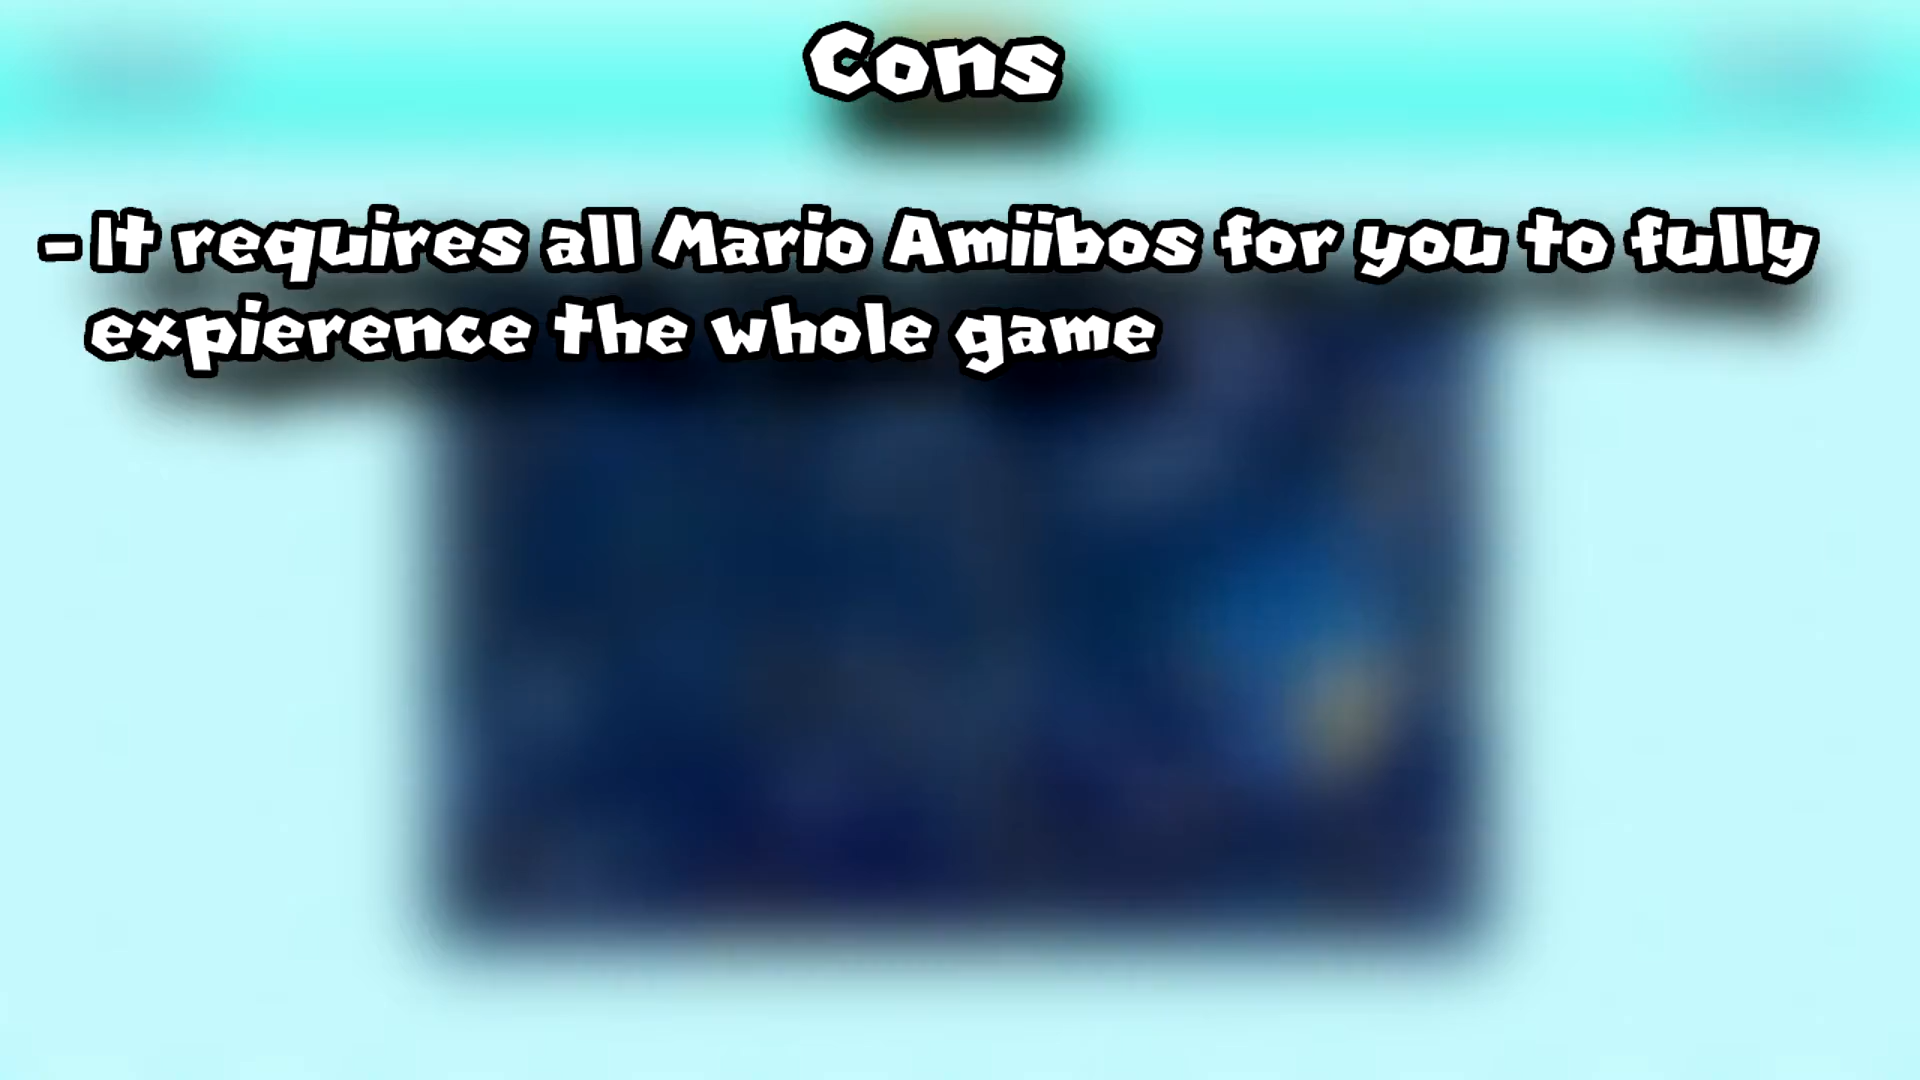 Cons
- It requires all Mario Amiibos for you to fully
expierence the whole game